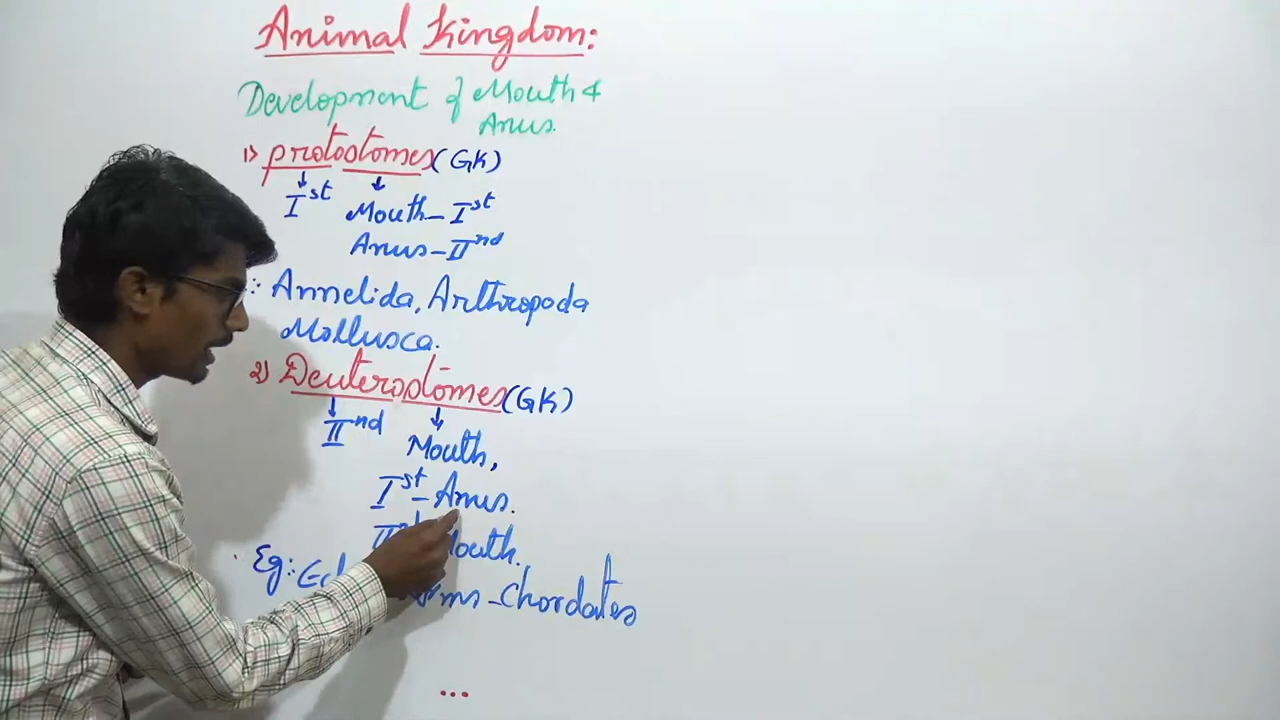 Animal Kingdom:
Development of Mouth &
Anus.
1) protostomes (GK)
Ist Mouth - Ist
Anus - IInd
: Annelida, Arthropoda
Mollusca.
2) Deuterostomes (GK)
IInd Mouth,
Ist - Anus.
Mouth.
Eg: - Chordates
...